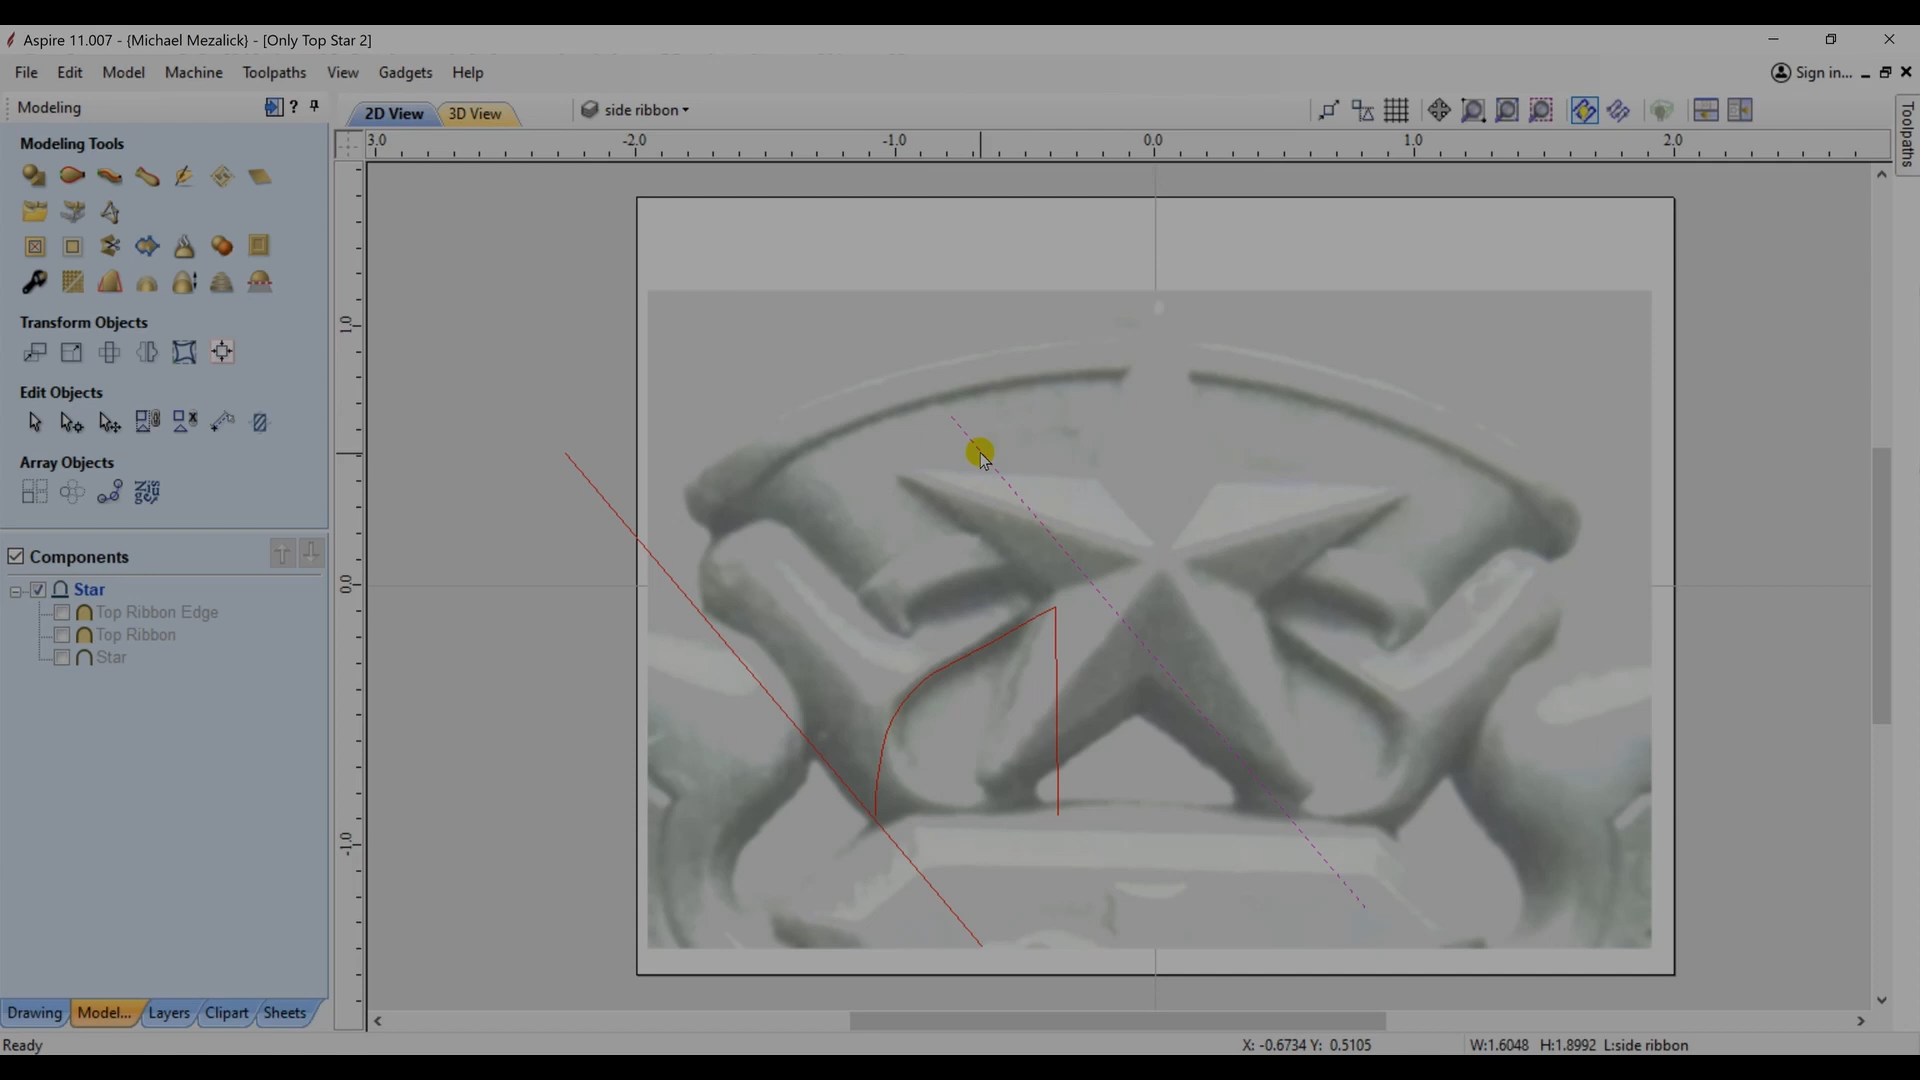 Aspire 11.007 - {Michael Mezalick} - [Only Top Star 2]
File Edit Model Machine Toolpaths View Gadgets Help
Sign in...
Modeling
2D View 3D View side ribbon
Toolpaths
3.0 -2.0 -1.0 0.0 1.0 2.0
Modeling Tools
1.0
Transform Objects
Edit Objects
Array Objects
0.0
Components
Star
Top Ribbon Edge
Top Ribbon
Star
-1.0
Drawing Model... Layers Clipart Sheets
Ready X: -0.6734 Y: 0.5105 W:1.6048 H:1.8992 L:side ribbon